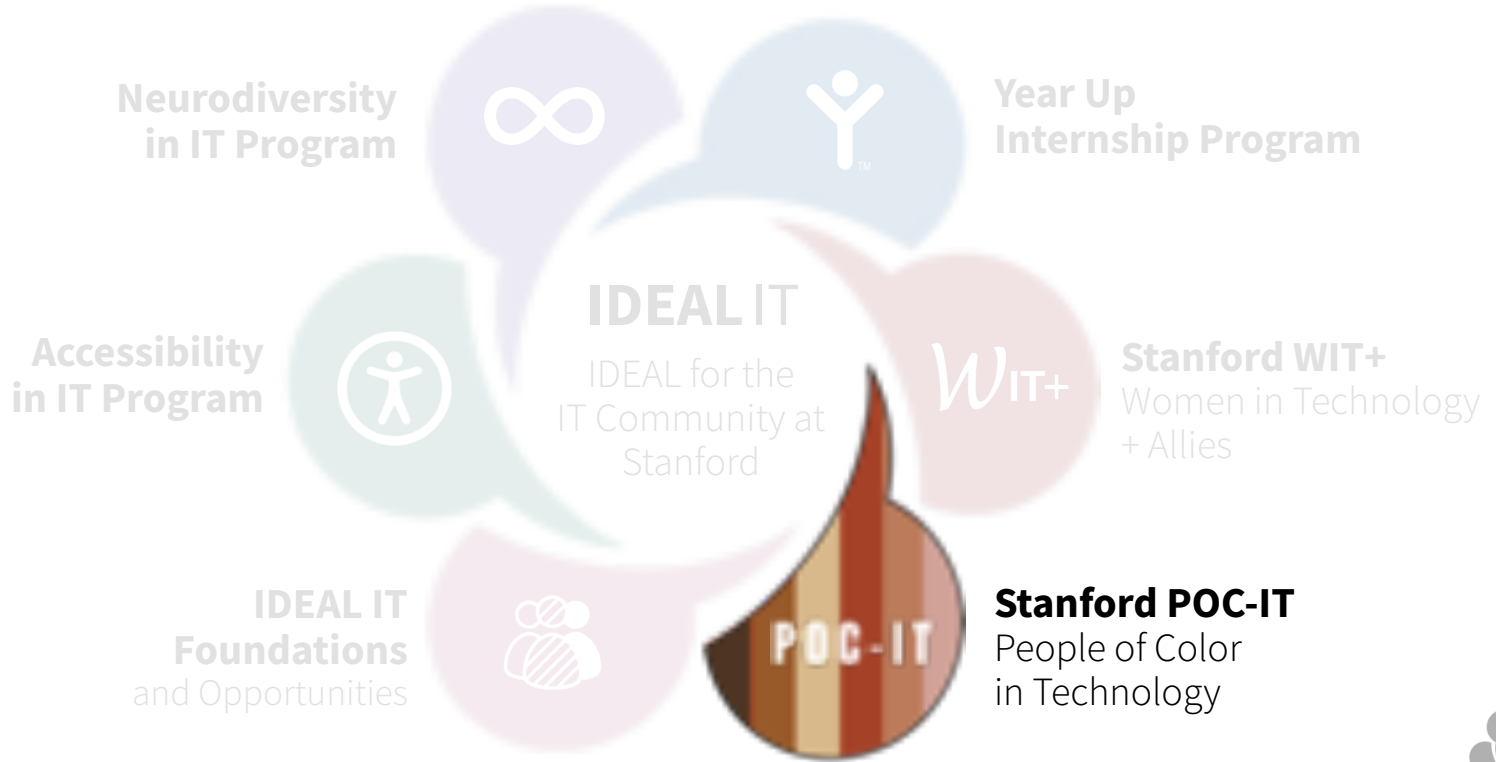 Neurodiversity
in IT Program
TM
Year Up
Internship Program
IDEAL IT
IDEAL for the
IT Community at
Stanford
Accessibility
in IT Program
WIT+
Stanford WIT+
Women in Technology
+ Allies
IDEAL IT
Foundations
and Opportunities
POC-IT
Stanford POC-IT
People of Color
in Technology